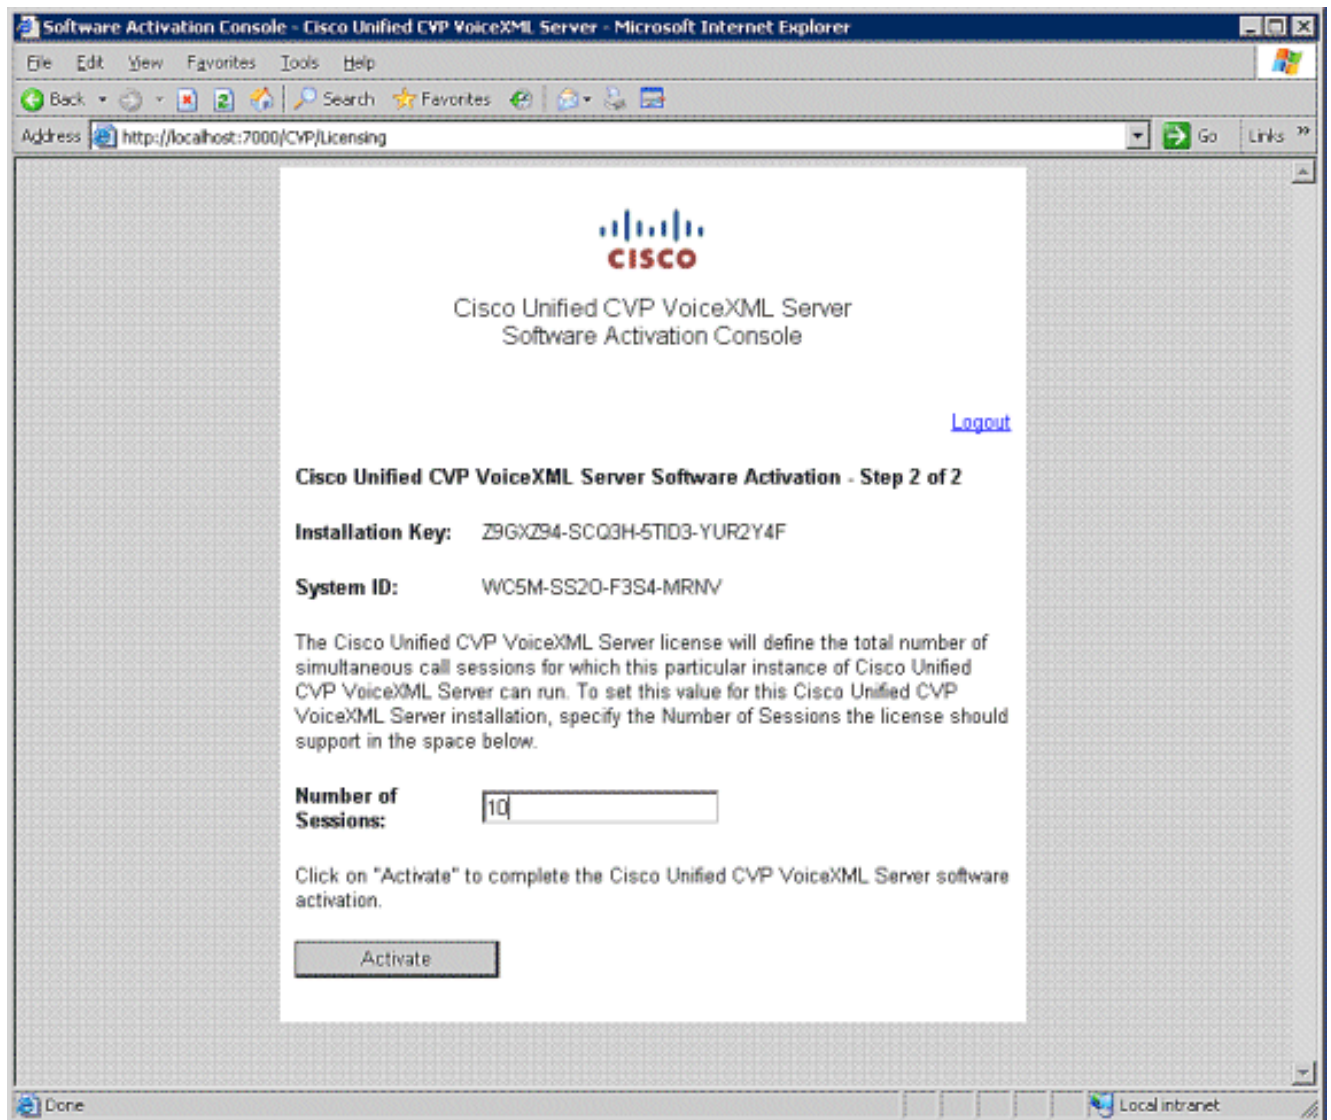 Software Activation Console - Cisco Unified CVP VoiceXML Server - Microsoft Internet Explorer
File Edit View Favorites Tools Help
Back Search Favorites
Address http://localhost:7000/CVP/Licensing Go Links »
CISCO
Cisco Unified CVP VoiceXML Server
Software Activation Console
Logout
Cisco Unified CVP VoiceXML Server Software Activation - Step 2 of 2
Installation Key: Z9GXZ94-SCQ3H-5TID3-YUR2Y4F
System ID: WC5M-SS2O-F3S4-MRNV
The Cisco Unified CVP VoiceXML Server license will define the total number of
simultaneous call sessions for which this particular instance of Cisco Unified
CVP VoiceXML Server can run. To set this value for this Cisco Unified CVP
VoiceXML Server installation, specify the Number of Sessions the license should
support in the space below.
Number of
Sessions:
10
Click on "Activate" to complete the Cisco Unified CVP VoiceXML Server software
activation.
Activate
Done Local intranet